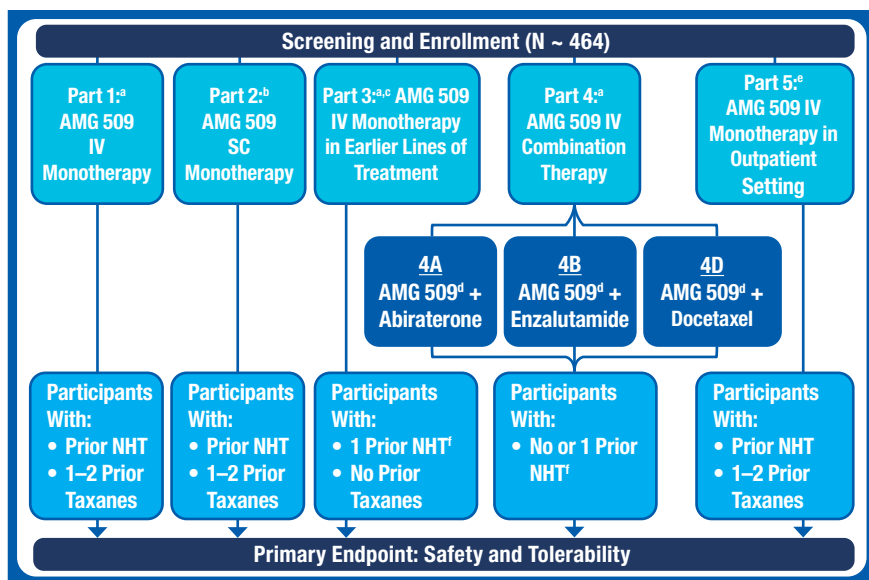 Screening and Enrollment (N ~ 464)
Part 1:ᵃ
AMG 509
IV
Monotherapy
Part 2:ᵇ
AMG 509
SC
Monotherapy
Part 3:ᵃ,ᶜ AMG 509
IV Monotherapy
in Earlier Lines of
Treatment
Part 4:ᵃ
AMG 509 IV
Combination
Therapy
Part 5:ᵉ
AMG 509 IV
Monotherapy in
Outpatient
Setting
4A
AMG 509ᵈ +
Abiraterone
4B
AMG 509ᵈ +
Enzalutamide
4D
AMG 509ᵈ +
Docetaxel
Participants
With:
• Prior NHT
• 1–2 Prior
Taxanes
Participants
With:
• Prior NHT
• 1–2 Prior
Taxanes
Participants
With:
• 1 Prior NHTᶠ
• No Prior
Taxanes
Participants
With:
• No or 1 Prior
NHTᶠ
Participants
With:
• Prior NHT
• 1–2 Prior
Taxanes
Primary Endpoint: Safety and Tolerability